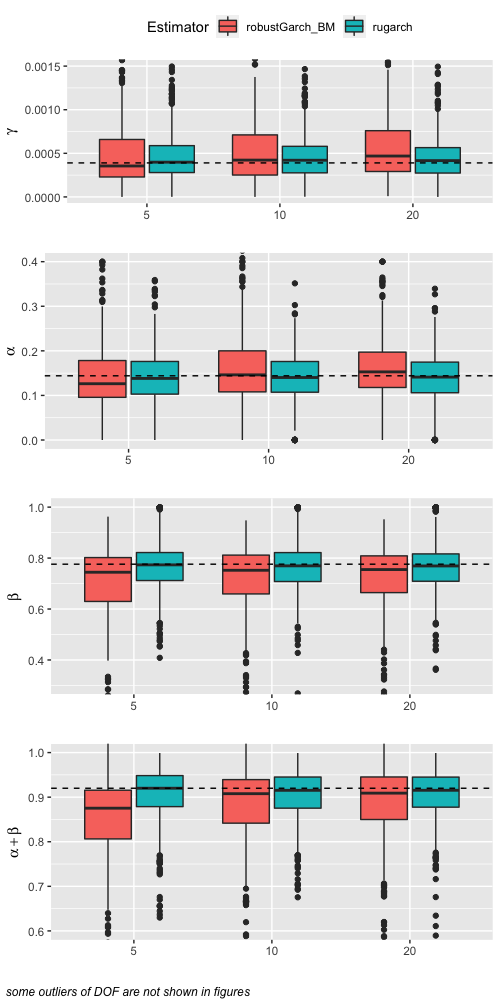 Estimator robustGarch_BM rugarch
0.0015
0.0010
0.0005
0.0000
γ
5 10 20
0.4
0.3
0.2
0.1
0.0
α
5 10 20
1.0
0.8
0.6
0.4
β
5 10 20
1.0
0.9
0.8
0.7
0.6
α + β
5 10 20
some outliers of DOF are not shown in figures